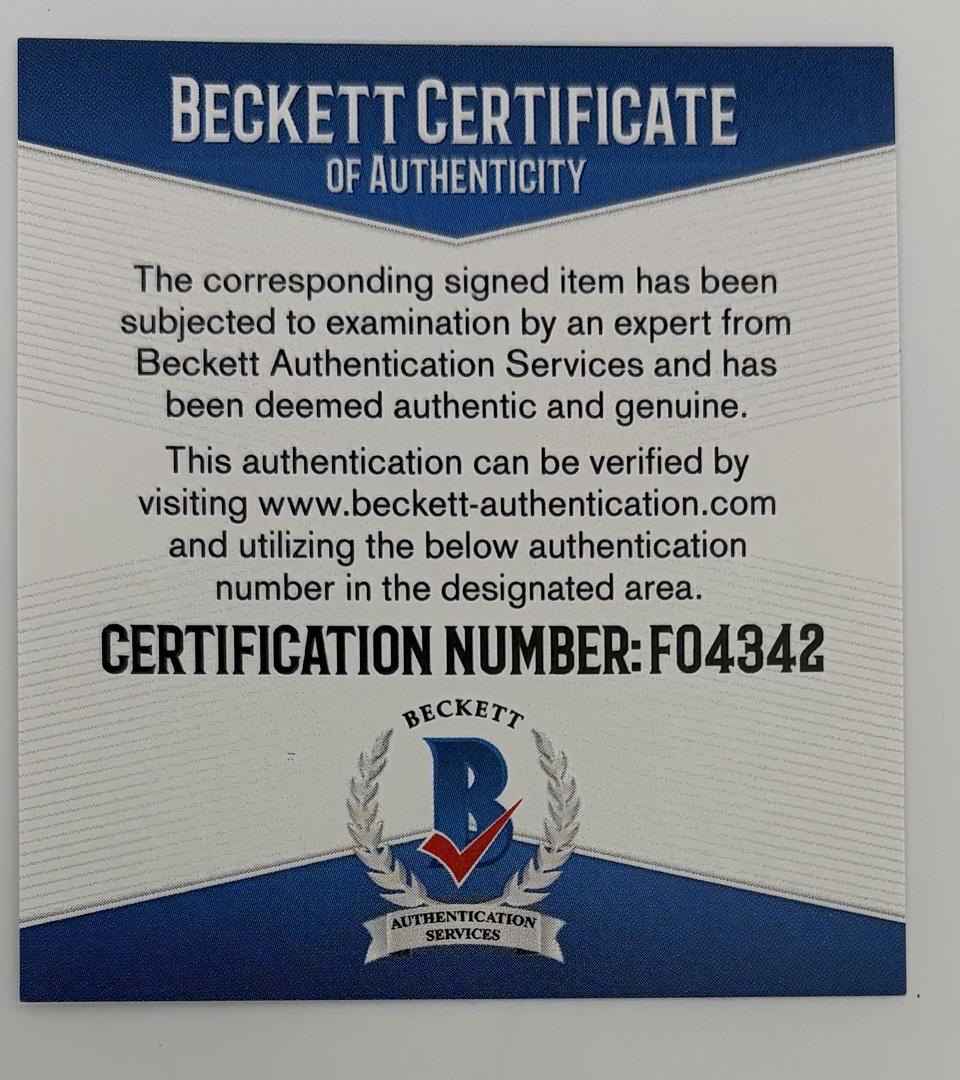 BECKETT CERTIFICATE
OF AUTHENTICITY
The corresponding signed item has been
subjected to examination by an expert from
Beckett Authentication Services and has
been deemed authentic and genuine.
This authentication can be verified by
visiting www.beckett-authentication.com
and utilizing the below authentication
number in the designated area.
CERTIFICATION NUMBER: F04342
BECKETT
B
AUTHENTICATION
SERVICES